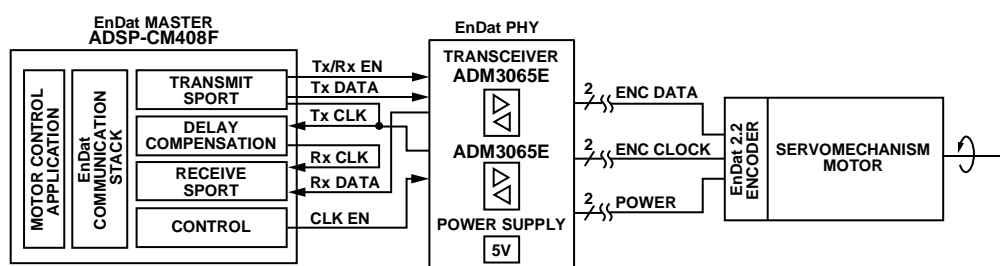 EnDat MASTER
ADSP-CM408F
MOTOR CONTROL
APPLICATION
EnDat
COMMUNICATION
STACK
TRANSMIT
SPORT
DELAY
COMPENSATION
RECEIVE
SPORT
CONTROL
Tx/Rx EN
Tx DATA
Tx CLK
Rx CLK
Rx DATA
CLK EN
EnDat PHY
TRANSCEIVER
ADM3065E
ADM3065E
POWER SUPPLY
5V
2 ENC DATA
2 ENC CLOCK
2 POWER
EnDat 2.2
ENCODER
SERVOMECHANISM
MOTOR